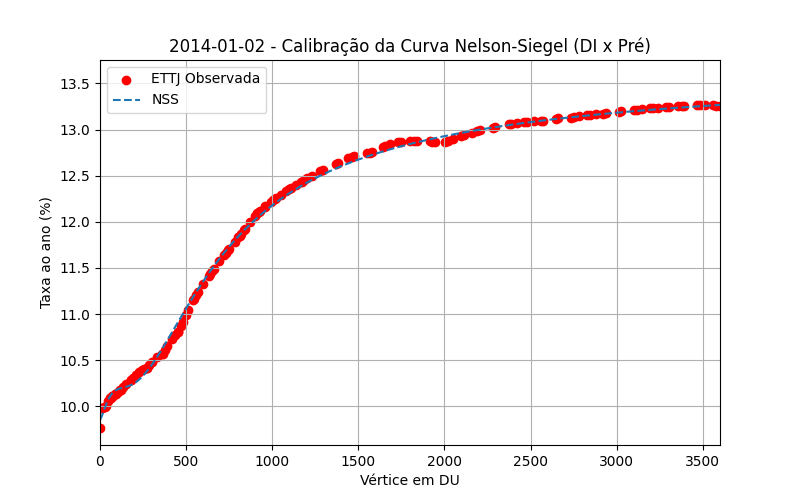 2014-01-02 - Calibração da Curva Nelson-Siegel (DI x Pré)
ETTJ Observada
NSS
Taxa ao ano (%)
13.5
13.0
12.5
12.0
11.5
11.0
10.5
10.0
0 500 1000 1500 2000 2500 3000 3500
Vértice em DU